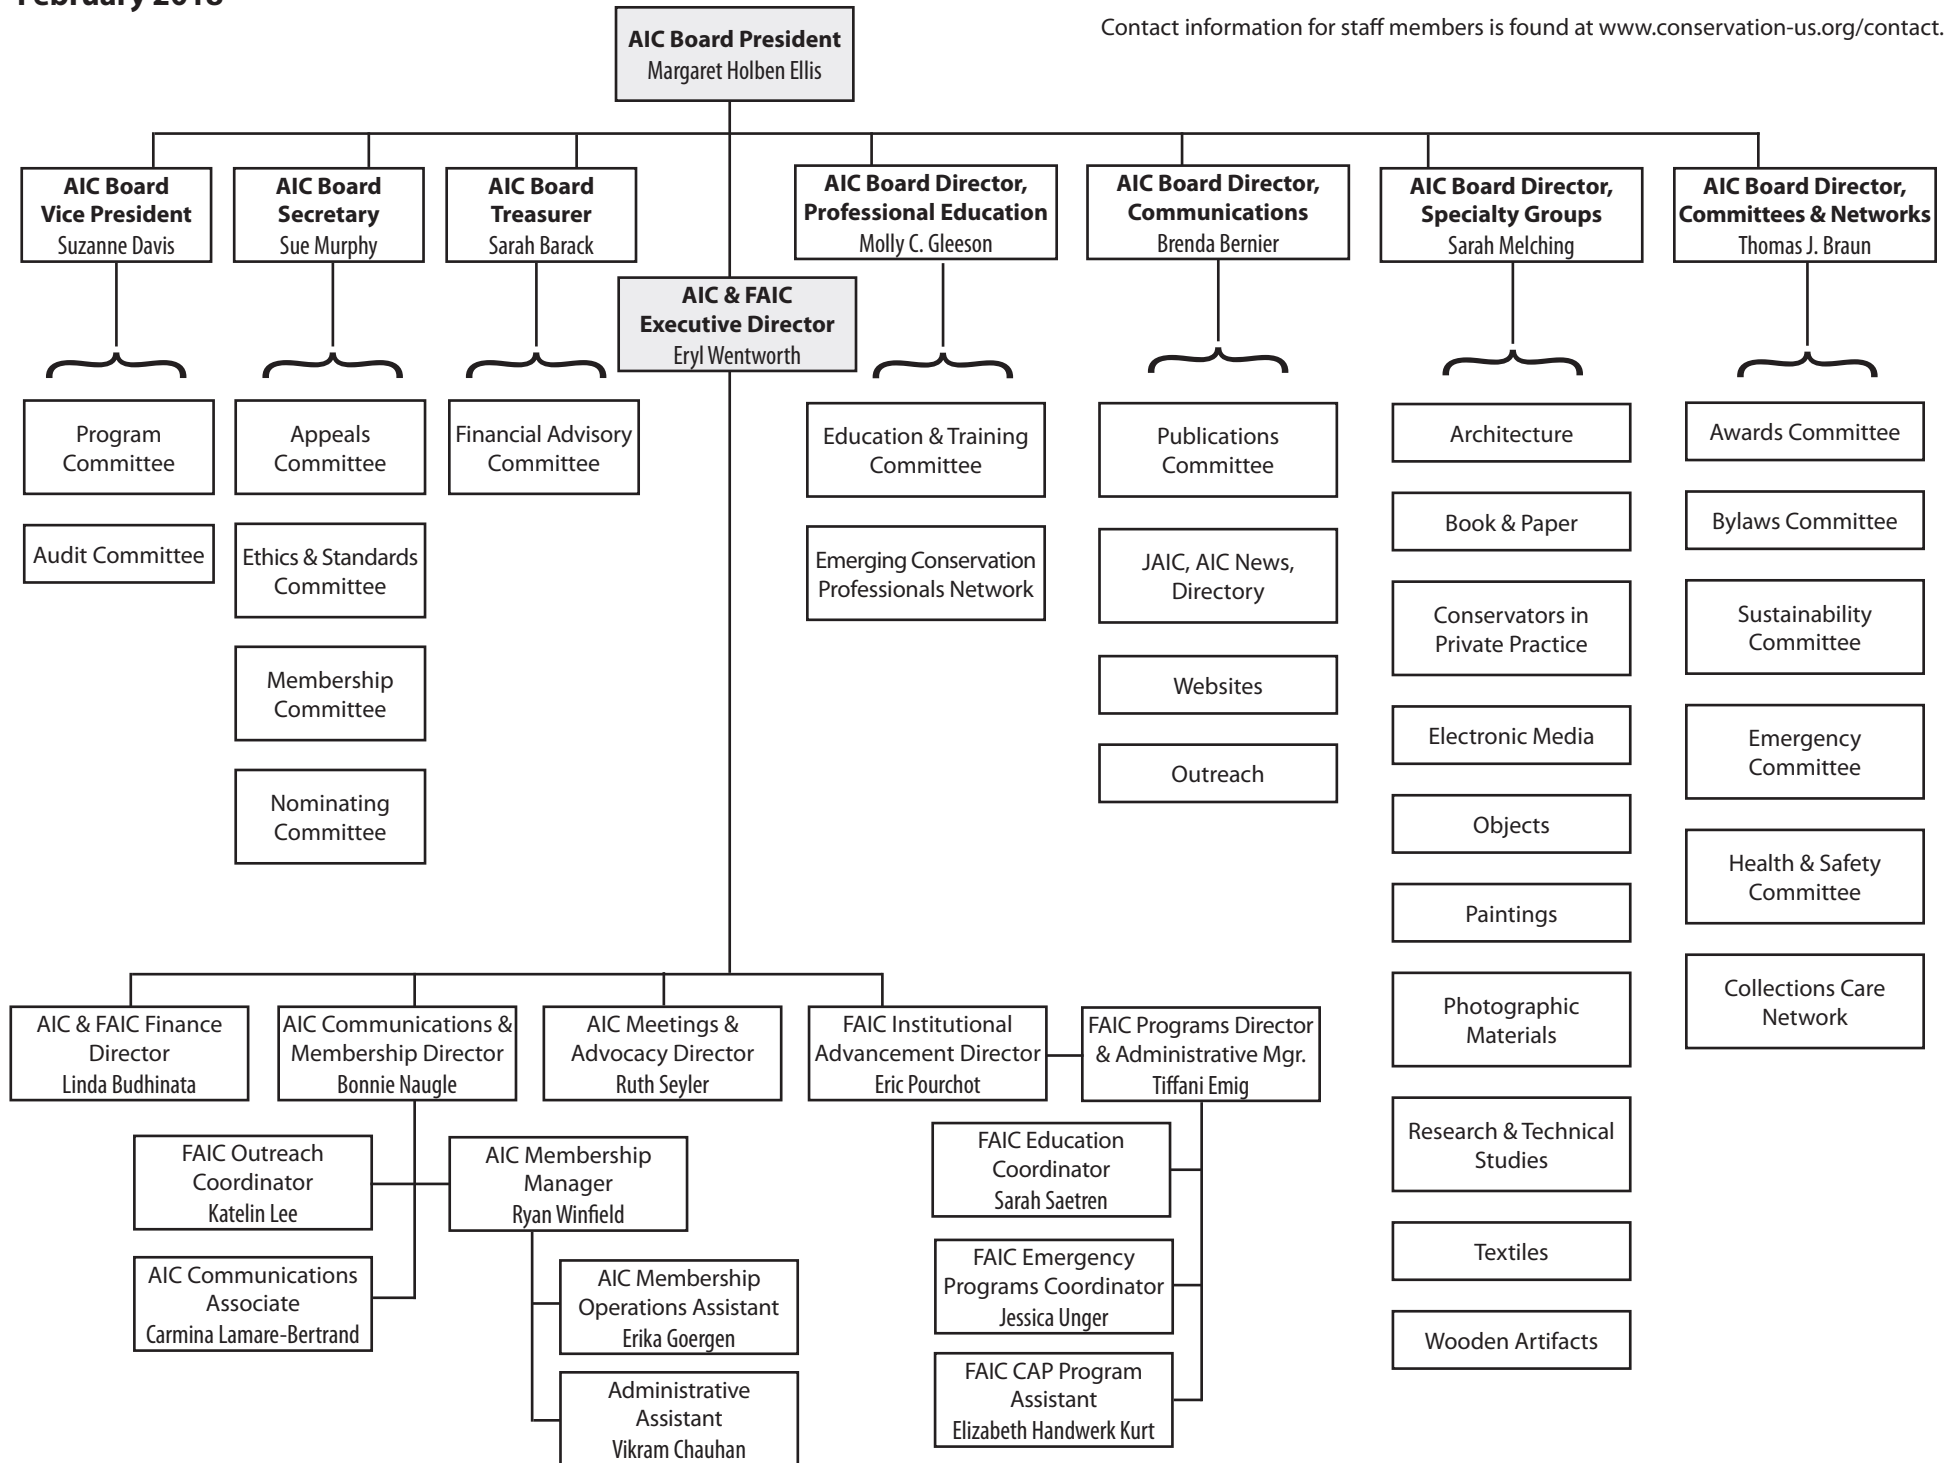 February 2018
Contact information for staff members is found at www.conservation-us.org/contact.
AIC Board President
Margaret Holben Ellis
AIC Board
Vice President
Suzanne Davis
AIC Board
Secretary
Sue Murphy
AIC Board
Treasurer
Sarah Barack
AIC Board Director,
Professional Education
Molly C. Gleeson
AIC Board Director,
Communications
Brenda Bernier
AIC Board Director,
Specialty Groups
Sarah Melching
AIC Board Director,
Committees & Networks
Thomas J. Braun
AIC & FAIC
Executive Director
Eryl Wentworth
Program
Committee
Audit Committee
Appeals
Committee
Ethics & Standards
Committee
Membership
Committee
Nominating
Committee
Financial Advisory
Committee
Education & Training
Committee
Emerging Conservation
Professionals Network
Publications
Committee
JAIC, AIC News,
Directory
Websites
Outreach
Architecture
Book & Paper
Conservators in
Private Practice
Electronic Media
Objects
Paintings
Photographic
Materials
Research & Technical
Studies
Textiles
Wooden Artifacts
Awards Committee
Bylaws Committee
Sustainability
Committee
Emergency
Committee
Health & Safety
Committee
Collections Care
Network
AIC & FAIC Finance
Director
Linda Budhinata
AIC Communications &
Membership Director
Bonnie Naugle
AIC Meetings &
Advocacy Director
Ruth Seyler
FAIC Institutional
Advancement Director
Eric Pourchot
FAIC Programs Director
& Administrative Mgr.
Tiffani Emig
FAIC Outreach
Coordinator
Katelin Lee
AIC Communications
Associate
Carmina Lamare-Bertrand
AIC Membership
Manager
Ryan Winfield
AIC Membership
Operations Assistant
Erika Goergen
Administrative
Assistant
Vikram Chauhan
FAIC Education
Coordinator
Sarah Saetren
FAIC Emergency
Programs Coordinator
Jessica Unger
FAIC CAP Program
Assistant
Elizabeth Handwerk Kurt